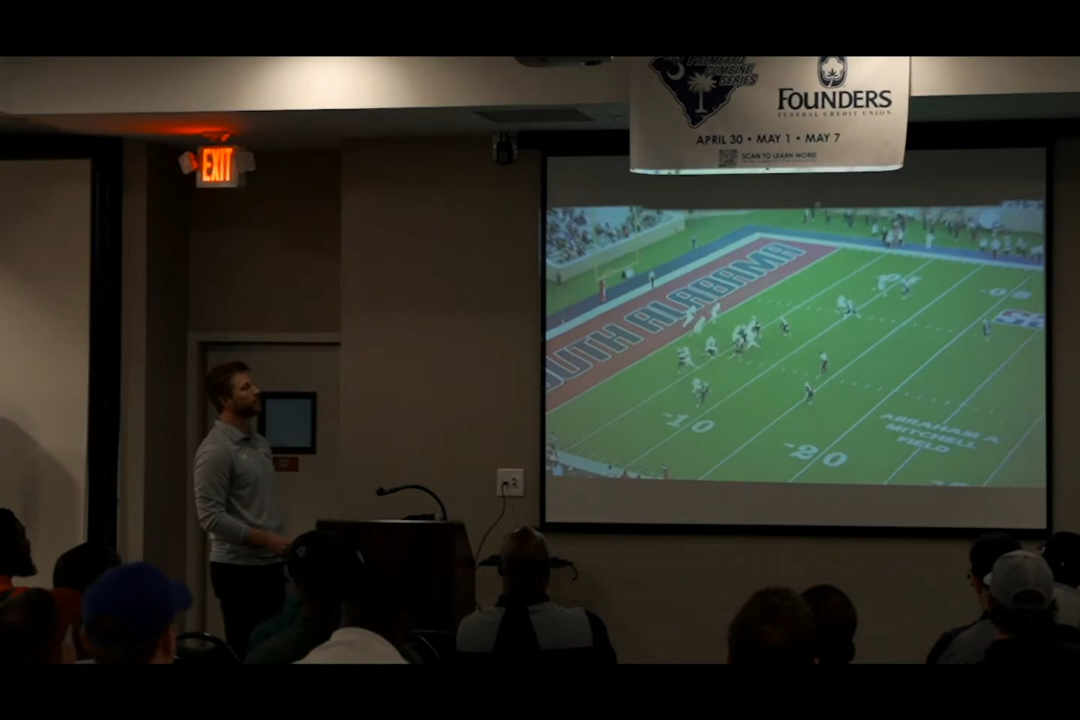 PALMETTO
COMBINE
SERIES
FOUNDERS
FEDERAL CREDIT UNION
APRIL 30 • MAY 1 • MAY 7
SCAN TO LEARN MORE!
EXIT
SOUTH ALABAMA
-10
-20
ABRAHAM A.
MITCHELL
FIELD